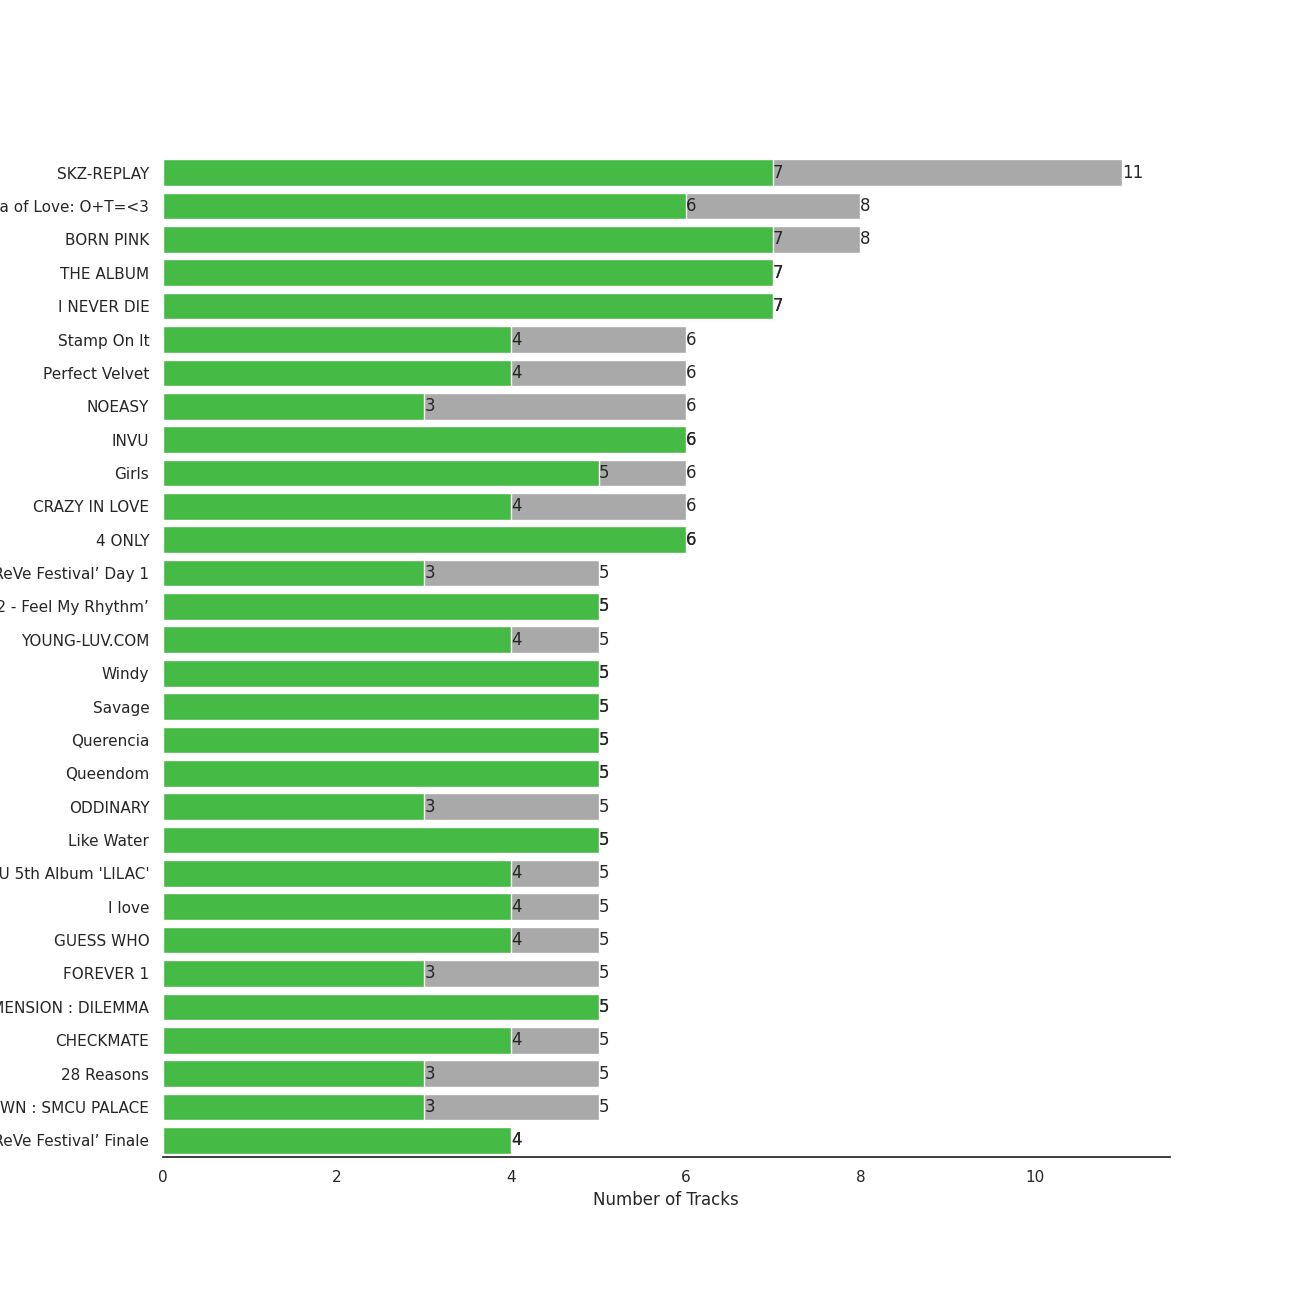 SKZ-REPLAY 7 11
a of Love: O+T=<3 6 8
BORN PINK 7 8
THE ALBUM 7
I NEVER DIE 7
Stamp On It 4 6
Perfect Velvet 4 6
NOEASY 3 6
INVU 6
Girls 5 6
CRAZY IN LOVE 4 6
4 ONLY 6
ReVe Festival’ Day 1 3 5
2 - Feel My Rhythm’ 5
YOUNG-LUV.COM 4 5
Windy 5
Savage 5
Querencia 5
Queendom 5
ODDINARY 3 5
Like Water 5
U 5th Album 'LILAC' 4 5
I love 4 5
GUESS WHO 4 5
FOREVER 1 3 5
MENSION : DILEMMA 5
CHECKMATE 4 5
28 Reasons 3 5
WN : SMCU PALACE 3 5
ReVe Festival’ Finale 4
0 2 4 6 8 10
Number of Tracks